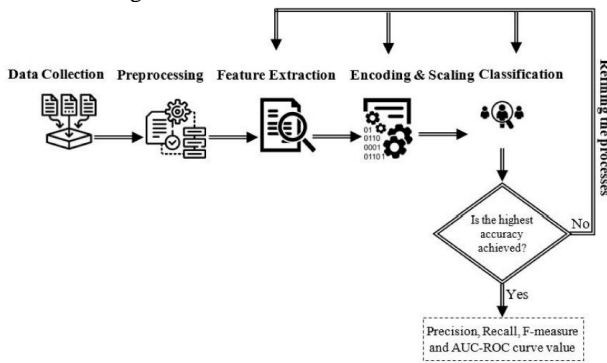 Data Collection
Preprocessing
Feature Extraction
Encoding & Scaling
Classification
Refining the processes
01
0110
0001
01101
Is the highest
accuracy
achieved?
No
Yes
Precision, Recall, F-measure
and AUC-ROC curve value